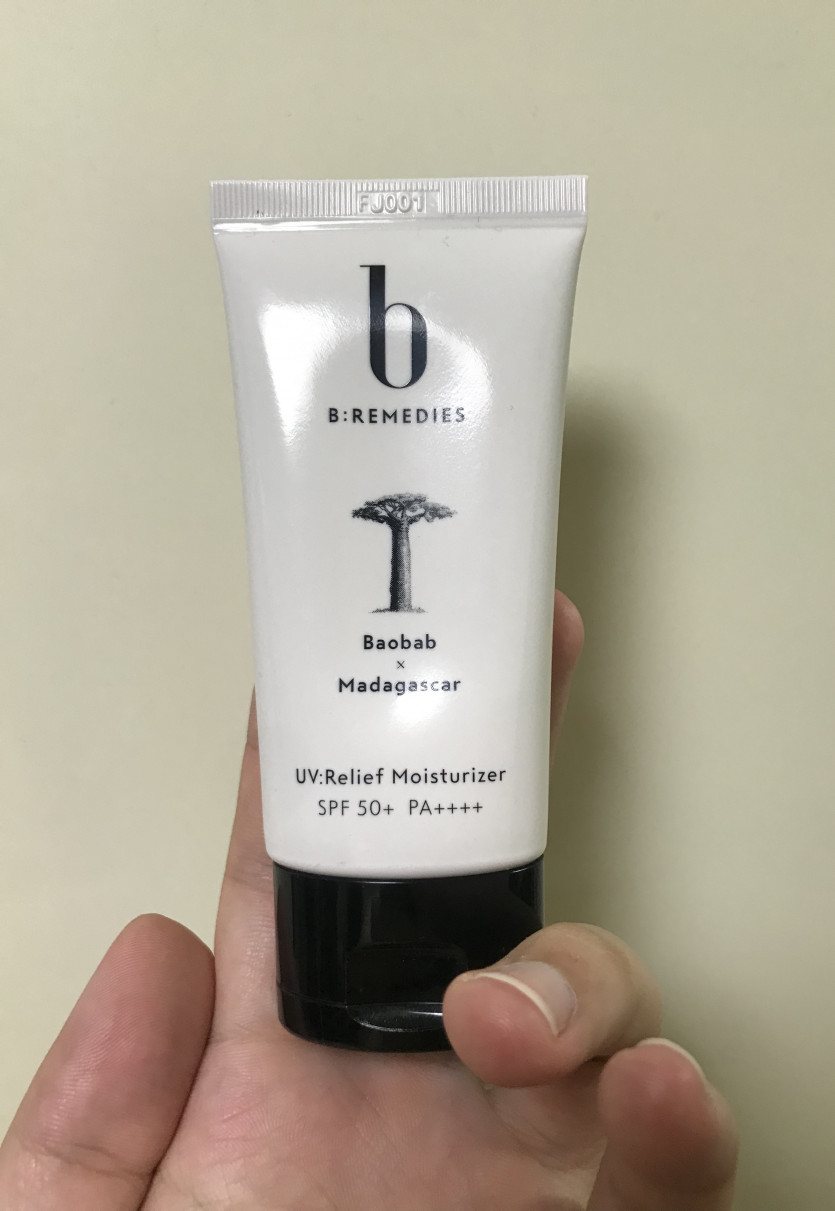 FJ001
b
B:REMEDIES
Baobab
×
Madagascar
UV:Relief Moisturizer
SPF 50+ PA++++